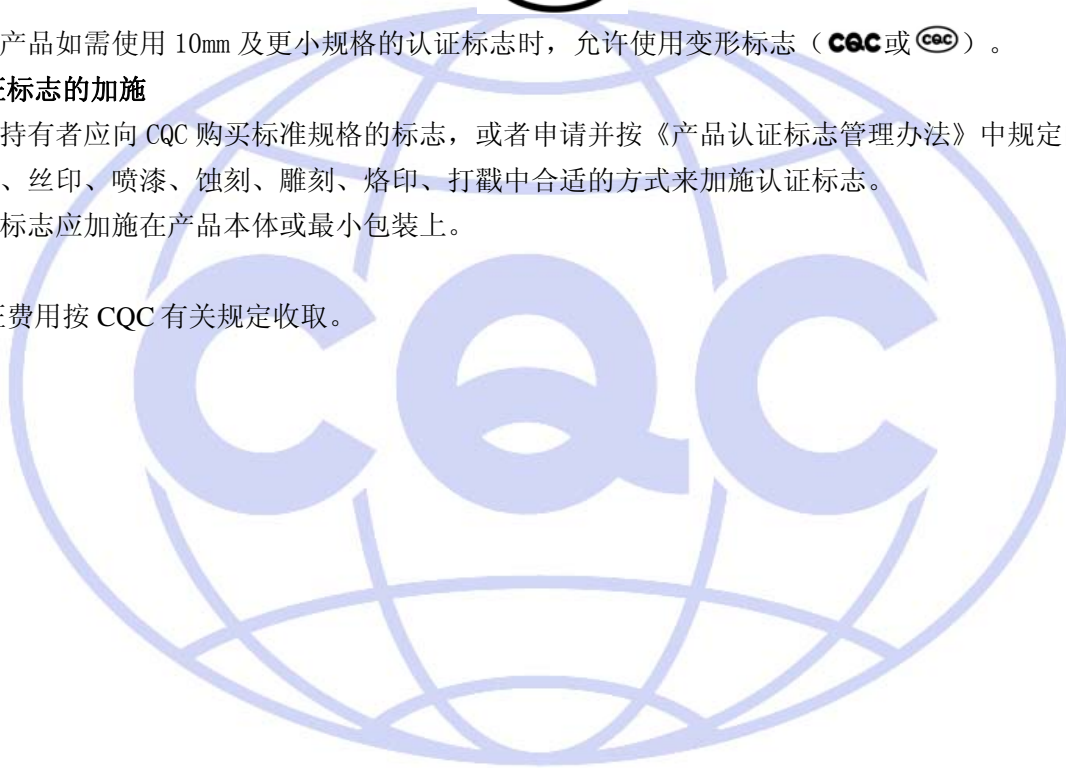 产品如需使用 10mm 及更小规格的认证标志时，允许使用变形标志（CQC或CQC）。
标志的加施
持有者应向 CQC 购买标准规格的标志，或者申请并按《产品认证标志管理办法》中规定
、丝印、喷漆、蚀刻、雕刻、烙印、打戳中合适的方式来加施认证标志。
标志应加施在产品本体或最小包装上。
费用按 CQC 有关规定收取。
CQC